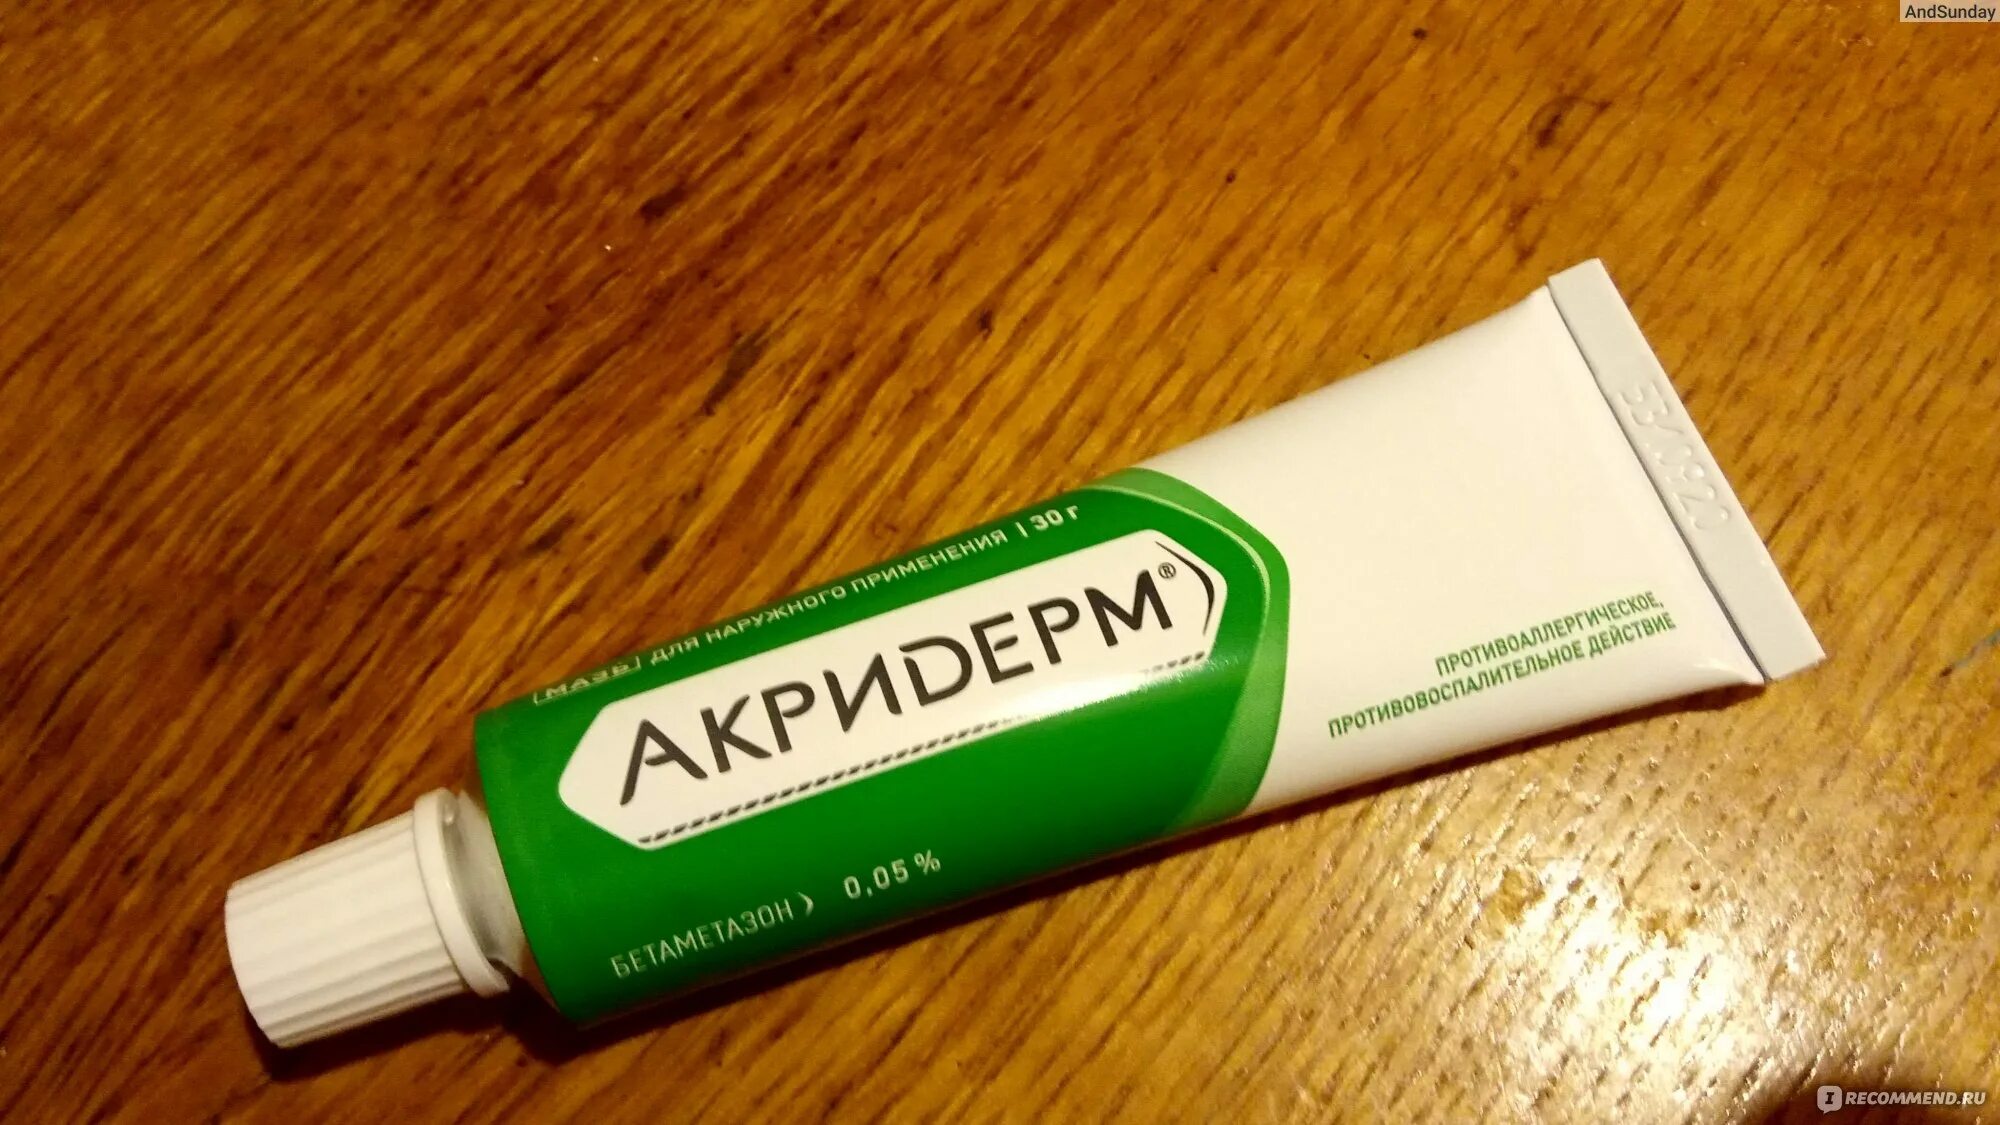 AndSunday
МАЗЬ | ДЛЯ НАРУЖНОГО ПРИМЕНЕНИЯ | 30 г
АКРИДЕРМ®
БЕТАМЕТАЗОН 0,05 %
ПРОТИВОАЛЛЕРГИЧЕСКОЕ,
ПРОТИВОВОСПАЛИТЕЛЬНОЕ ДЕЙСТВИЕ
I RECOMMEND.RU